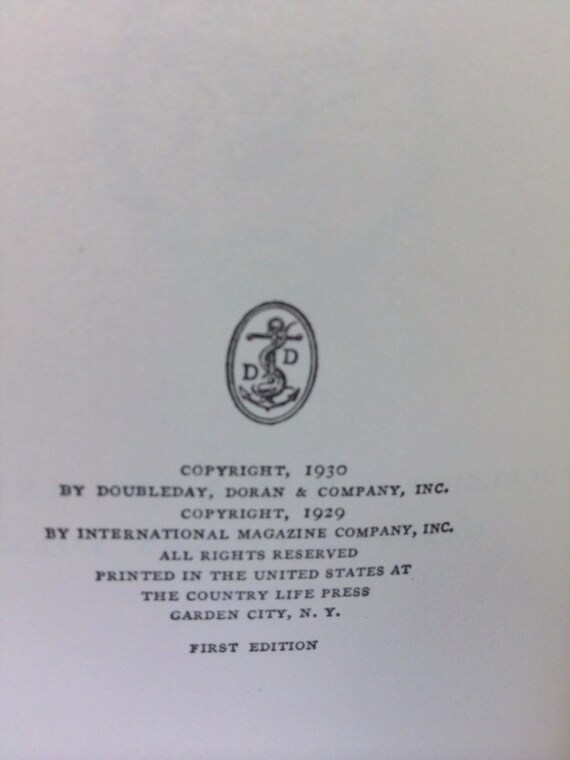 D D
COPYRIGHT, 1930
BY DOUBLEDAY, DORAN & COMPANY, INC.
COPYRIGHT, 1929
BY INTERNATIONAL MAGAZINE COMPANY, INC.
ALL RIGHTS RESERVED
PRINTED IN THE UNITED STATES AT
THE COUNTRY LIFE PRESS
GARDEN CITY, N. Y.
FIRST EDITION